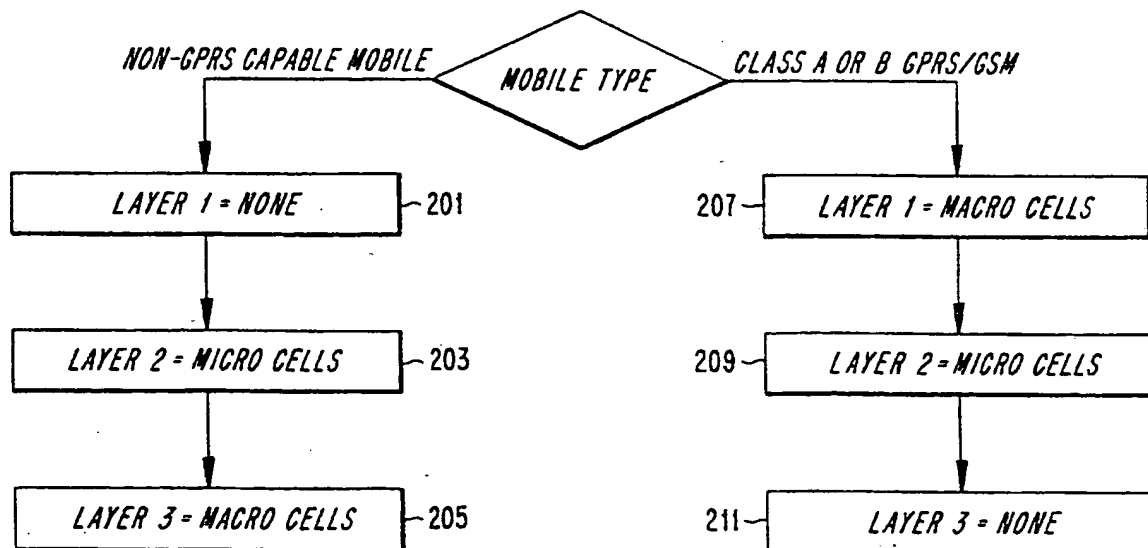 MOBILE TYPE
NON-GPRS CAPABLE MOBILE
CLASS A OR B GPRS/GSM
LAYER 1 = NONE
201
LAYER 2 = MICRO CELLS
203
LAYER 3 = MACRO CELLS
205
207
LAYER 1 = MACRO CELLS
209
LAYER 2 = MICRO CELLS
211
LAYER 3 = NONE